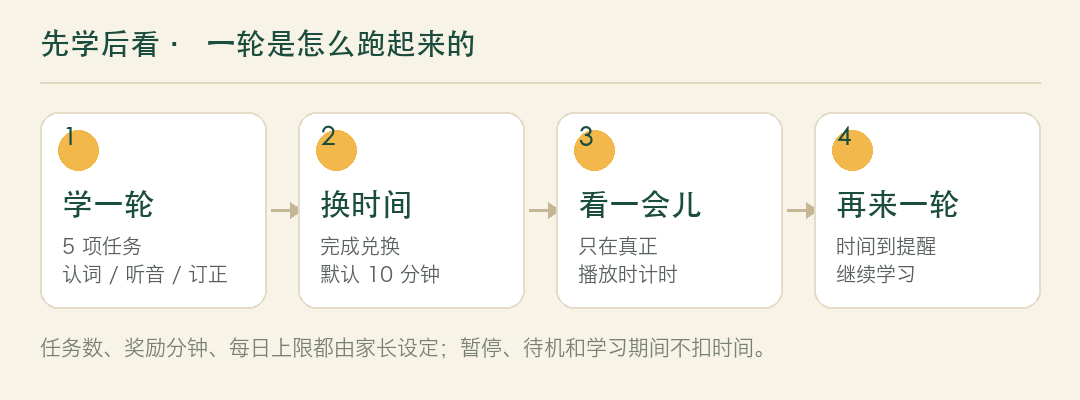 先学后看 · 一轮是怎么跑起来的
1
学一轮
5 项任务
认词 / 听音 / 订正
2
换时间
完成兑换
默认 10 分钟
3
看一会儿
只在真正
播放时计时
4
再来一轮
时间到提醒
继续学习
任务数、奖励分钟、每日上限都由家长设定；暂停、待机和学习期间不扣时间。